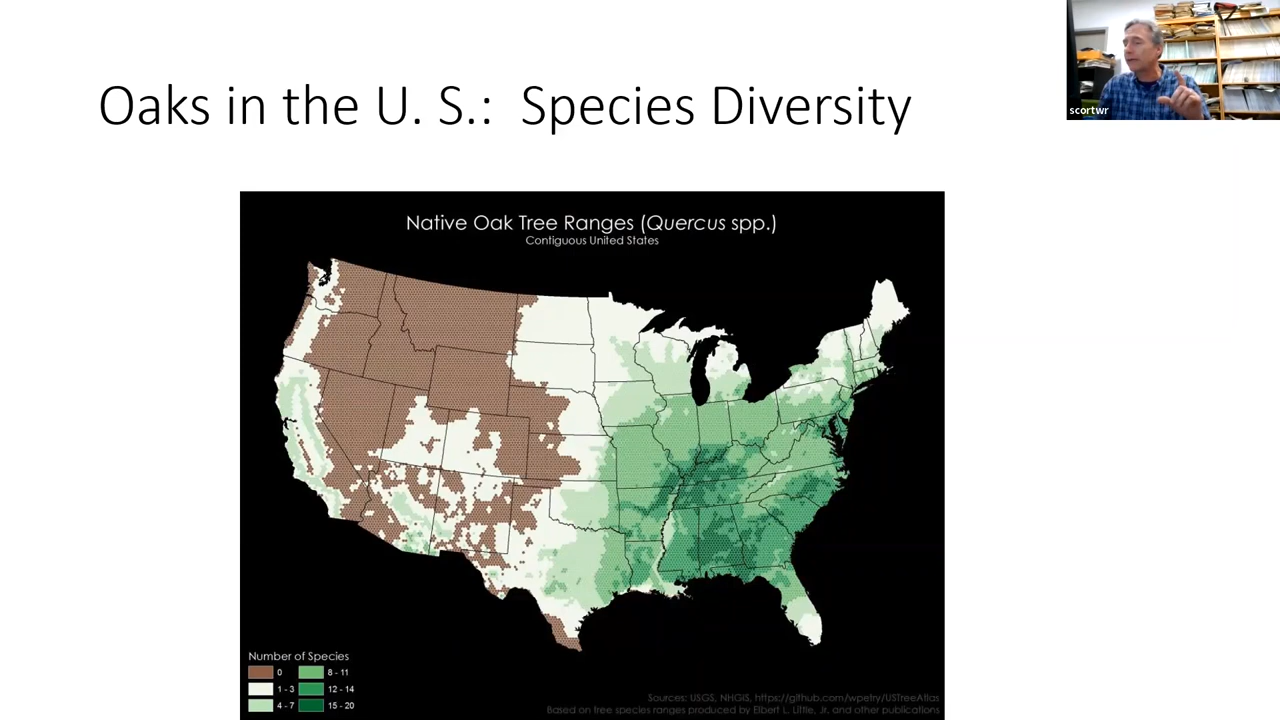 Oaks in the U. S.: Species Diversity
scortwr
Native Oak Tree Ranges (Quercus spp.)
Contiguous United States
Number of Species
0
1 - 3
4 - 7
8 - 11
12 - 14
15 - 20
Sources: USGS, NHGIS, https://github.com/wpetry/USTreeAtlas
Based on tree species ranges produced by Elbert L. Little, Jr. and other publications